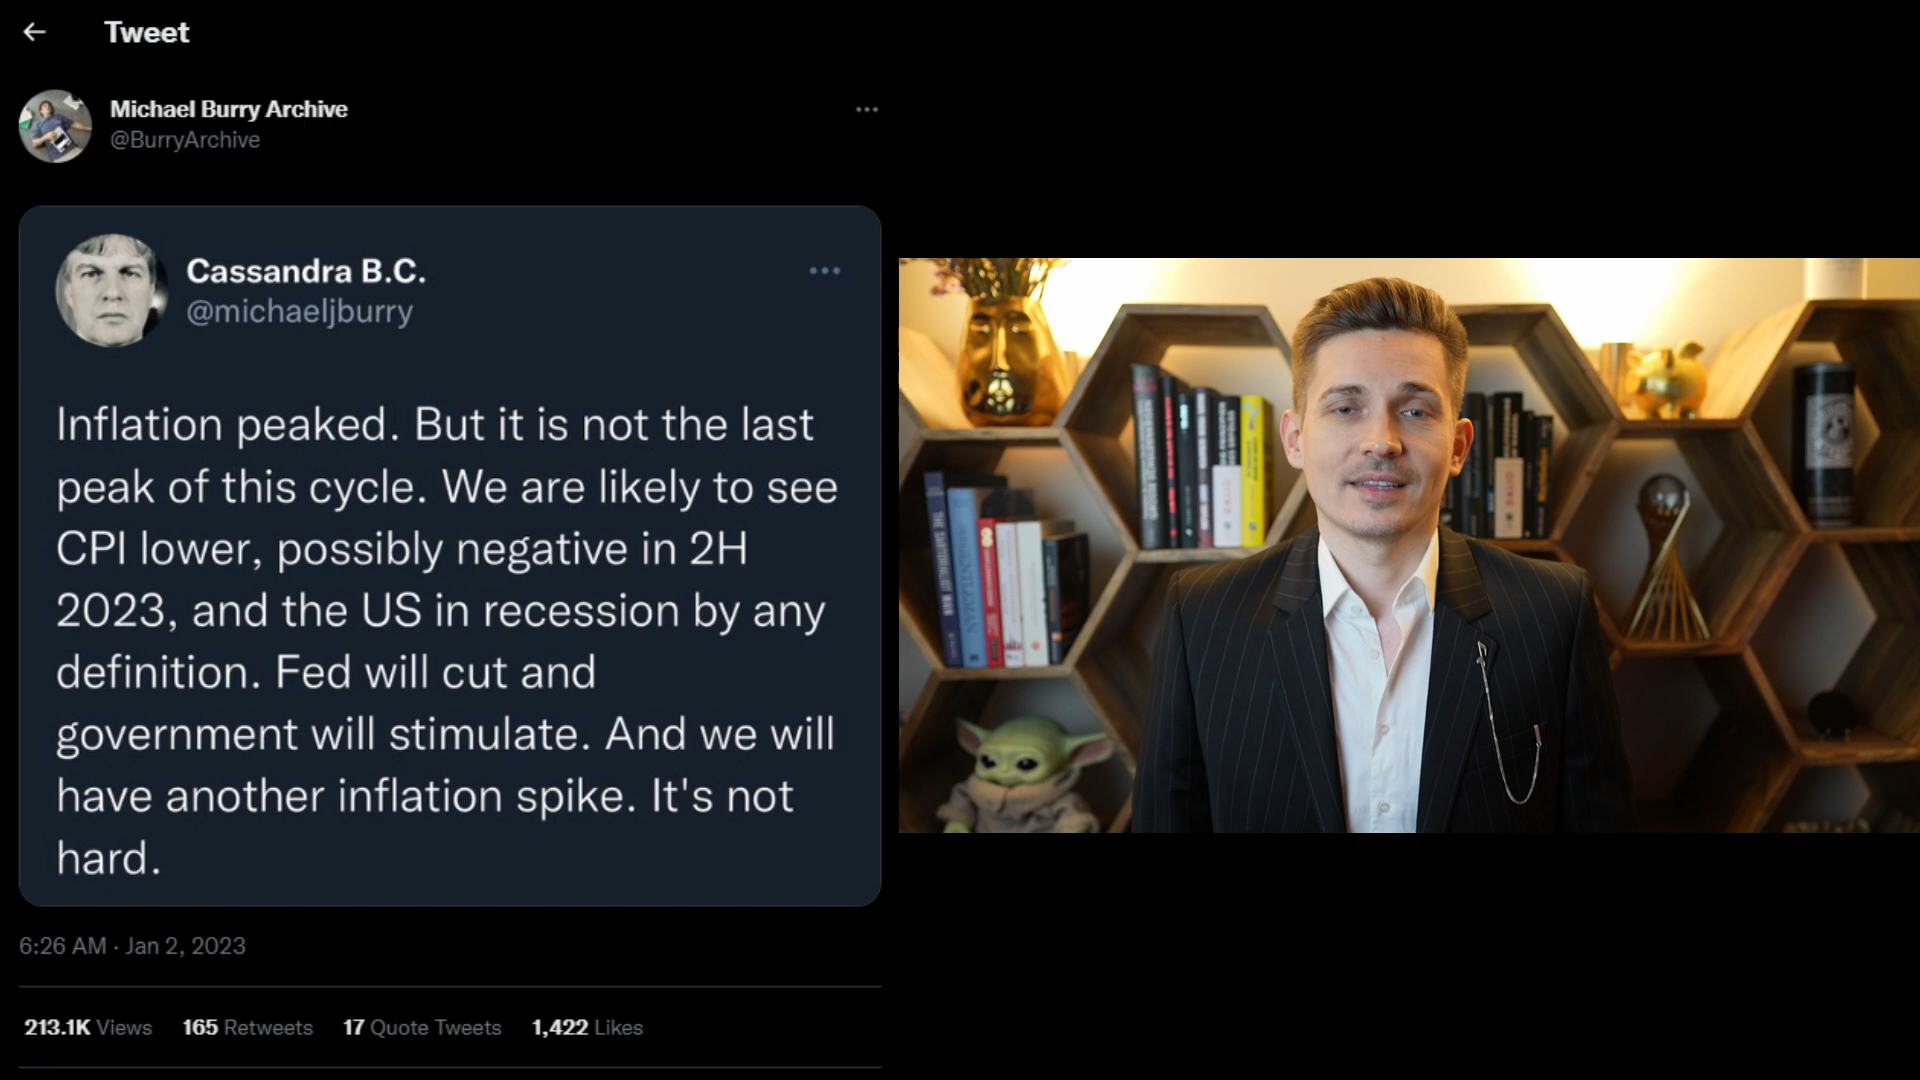 Tweet
Michael Burry Archive
@BurryArchive
Cassandra B.C.
@michaeljburry
Inflation peaked. But it is not the last
peak of this cycle. We are likely to see
CPI lower, possibly negative in 2H
2023, and the US in recession by any
definition. Fed will cut and
government will stimulate. And we will
have another inflation spike. It's not
hard.
6:26 AM · Jan 2, 2023
213.1K Views 165 Retweets 17 Quote Tweets 1,422 Likes